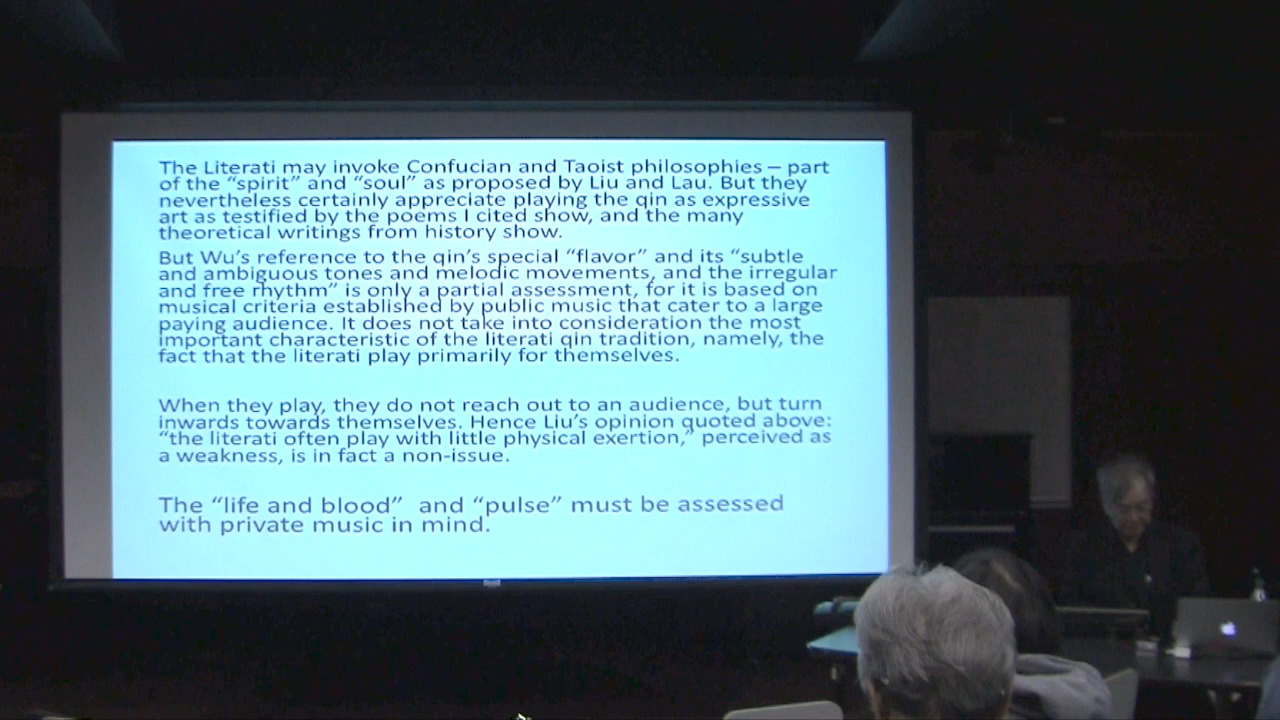 The Literati may invoke Confucian and Taoist philosophies – part
of the “spirit” and “soul” as proposed by Liu and Lau. But they
nevertheless certainly appreciate playing the qin as expressive
art as testified by the poems I cited show, and the many
theoretical writings from history show.
But Wu’s reference to the qin’s special “flavor” and its “subtle
and ambiguous tones and melodic movements, and the irregular
and free rhythm” is only a partial assessment, for it is based on
musical criteria established by public music that cater to a large
paying audience. It does not take into consideration the most
important characteristic of the literati qin tradition, namely, the
fact that the literati play primarily for themselves.
When they play, they do not reach out to an audience, but turn
inwards towards themselves. Hence Liu’s opinion quoted above:
“the literati often play with little physical exertion,” perceived as
a weakness, is in fact a non-issue.
The “life and blood”  and “pulse” must be assessed
with private music in mind.